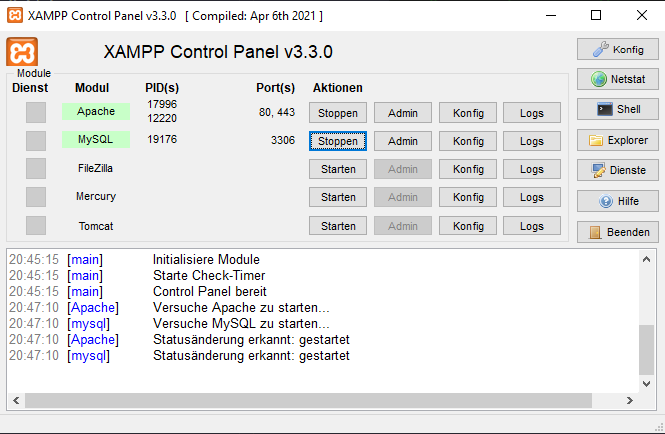 XAMPP Control Panel v3.3.0 [ Compiled: Apr 6th 2021 ]
XAMPP Control Panel v3.3.0
Konfig
Module
Dienst Modul PID(s) Port(s) Aktionen
Netstat
Apache 17996 12220 80, 443 Stoppen Admin Konfig Logs
Shell
MySQL 19176 3306 Stoppen Admin Konfig Logs
Explorer
FileZilla Starten Admin Konfig Logs
Dienste
Mercury Starten Admin Konfig Logs
Hilfe
Tomcat Starten Admin Konfig Logs
Beenden
20:45:15 [main] Initialisiere Module
20:45:15 [main] Starte Check-Timer
20:45:15 [main] Control Panel bereit
20:47:10 [Apache] Versuche Apache zu starten...
20:47:10 [mysql] Versuche MySQL zu starten...
20:47:10 [Apache] Statusänderung erkannt: gestartet
20:47:10 [mysql] Statusänderung erkannt: gestartet